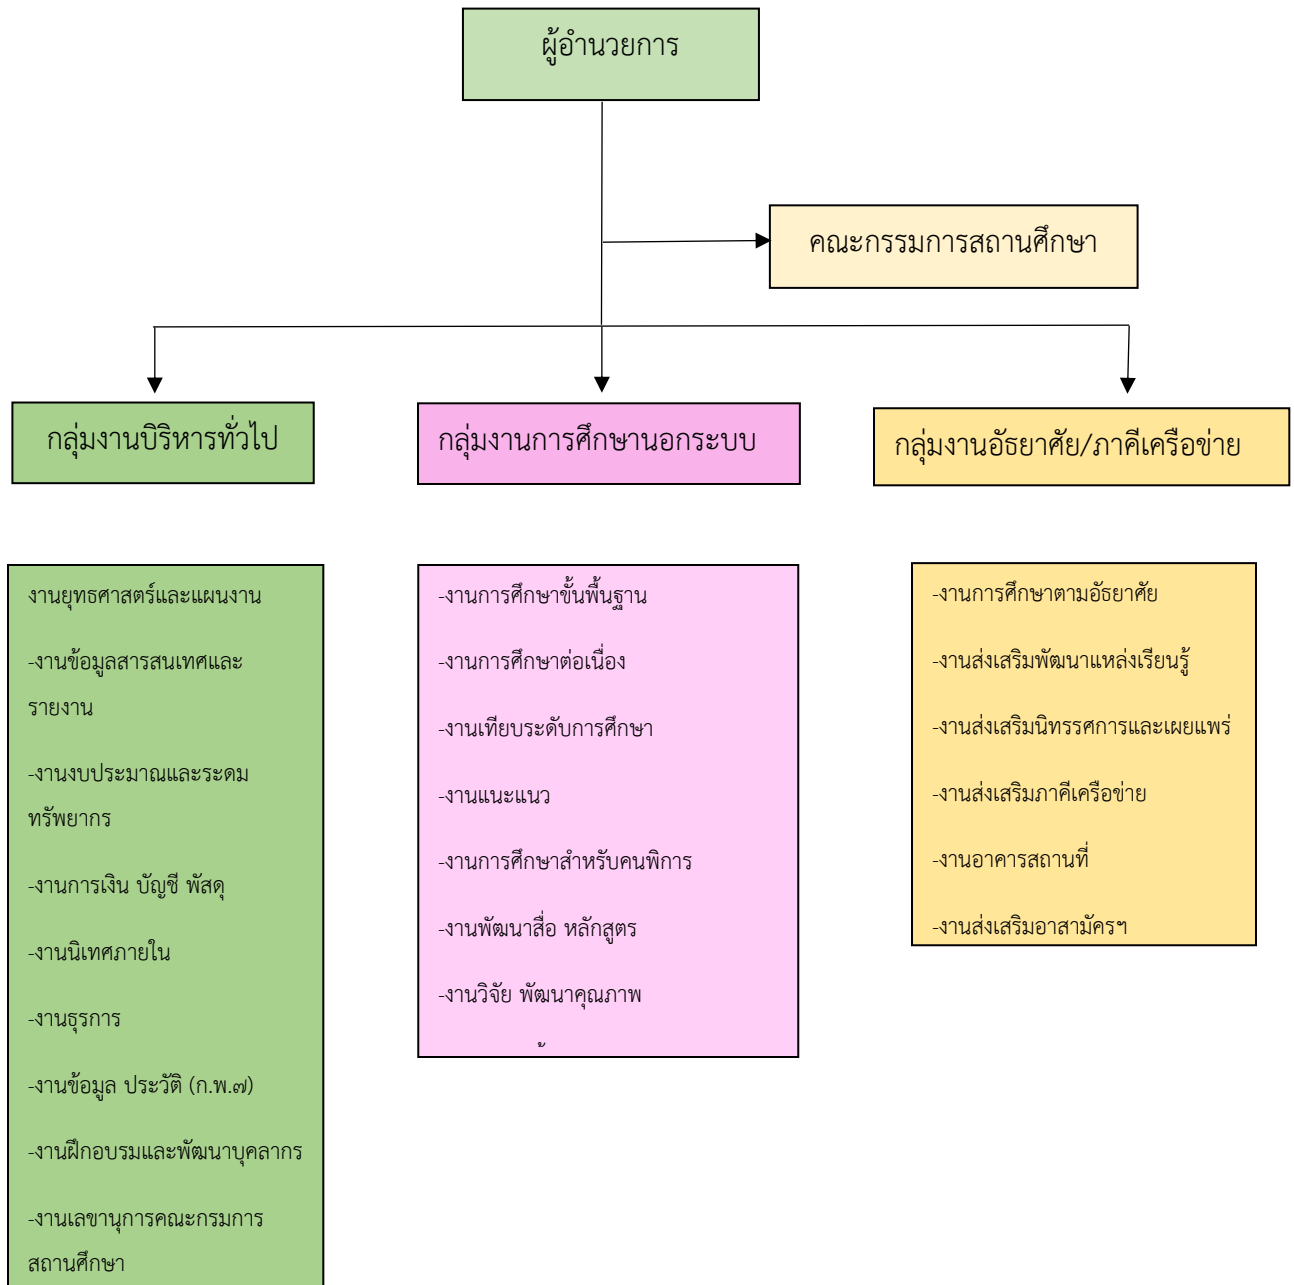 ผู้อำนวยการ
คณะกรรมการสถานศึกษา
กลุ่มงานบริหารทั่วไป
กลุ่มงานการศึกษานอกระบบ
กลุ่มงานอัธยาศัย/ภาคีเครือข่าย
งานยุทธศาสตร์และแผนงาน
-งานข้อมูลสารสนเทศและ
รายงาน
-งานงบประมาณและระดม
ทรัพยากร
-งานการเงิน บัญชี พัสดุ
-งานนิเทศภายใน
-งานธุรการ
-งานข้อมูล ประวัติ (ก.พ.๗)
-งานฝึกอบรมและพัฒนาบุคลากร
-งานเลขานุการคณะกรมการ
สถานศึกษา
-งานการศึกษาขั้นพื้นฐาน
-งานการศึกษาต่อเนื่อง
-งานเทียบระดับการศึกษา
-งานแนะแนว
-งานการศึกษาสำหรับคนพิการ
-งานพัฒนาสื่อ หลักสูตร
-งานวิจัย พัฒนาคุณภาพ
-งานการศึกษาตามอัธยาศัย
-งานส่งเสริมพัฒนาแหล่งเรียนรู้
-งานส่งเสริมนิทรรศการและเผยแพร่
-งานส่งเสริมภาคีเครือข่าย
-งานอาคารสถานที่
-งานส่งเสริมอาสามัครฯ